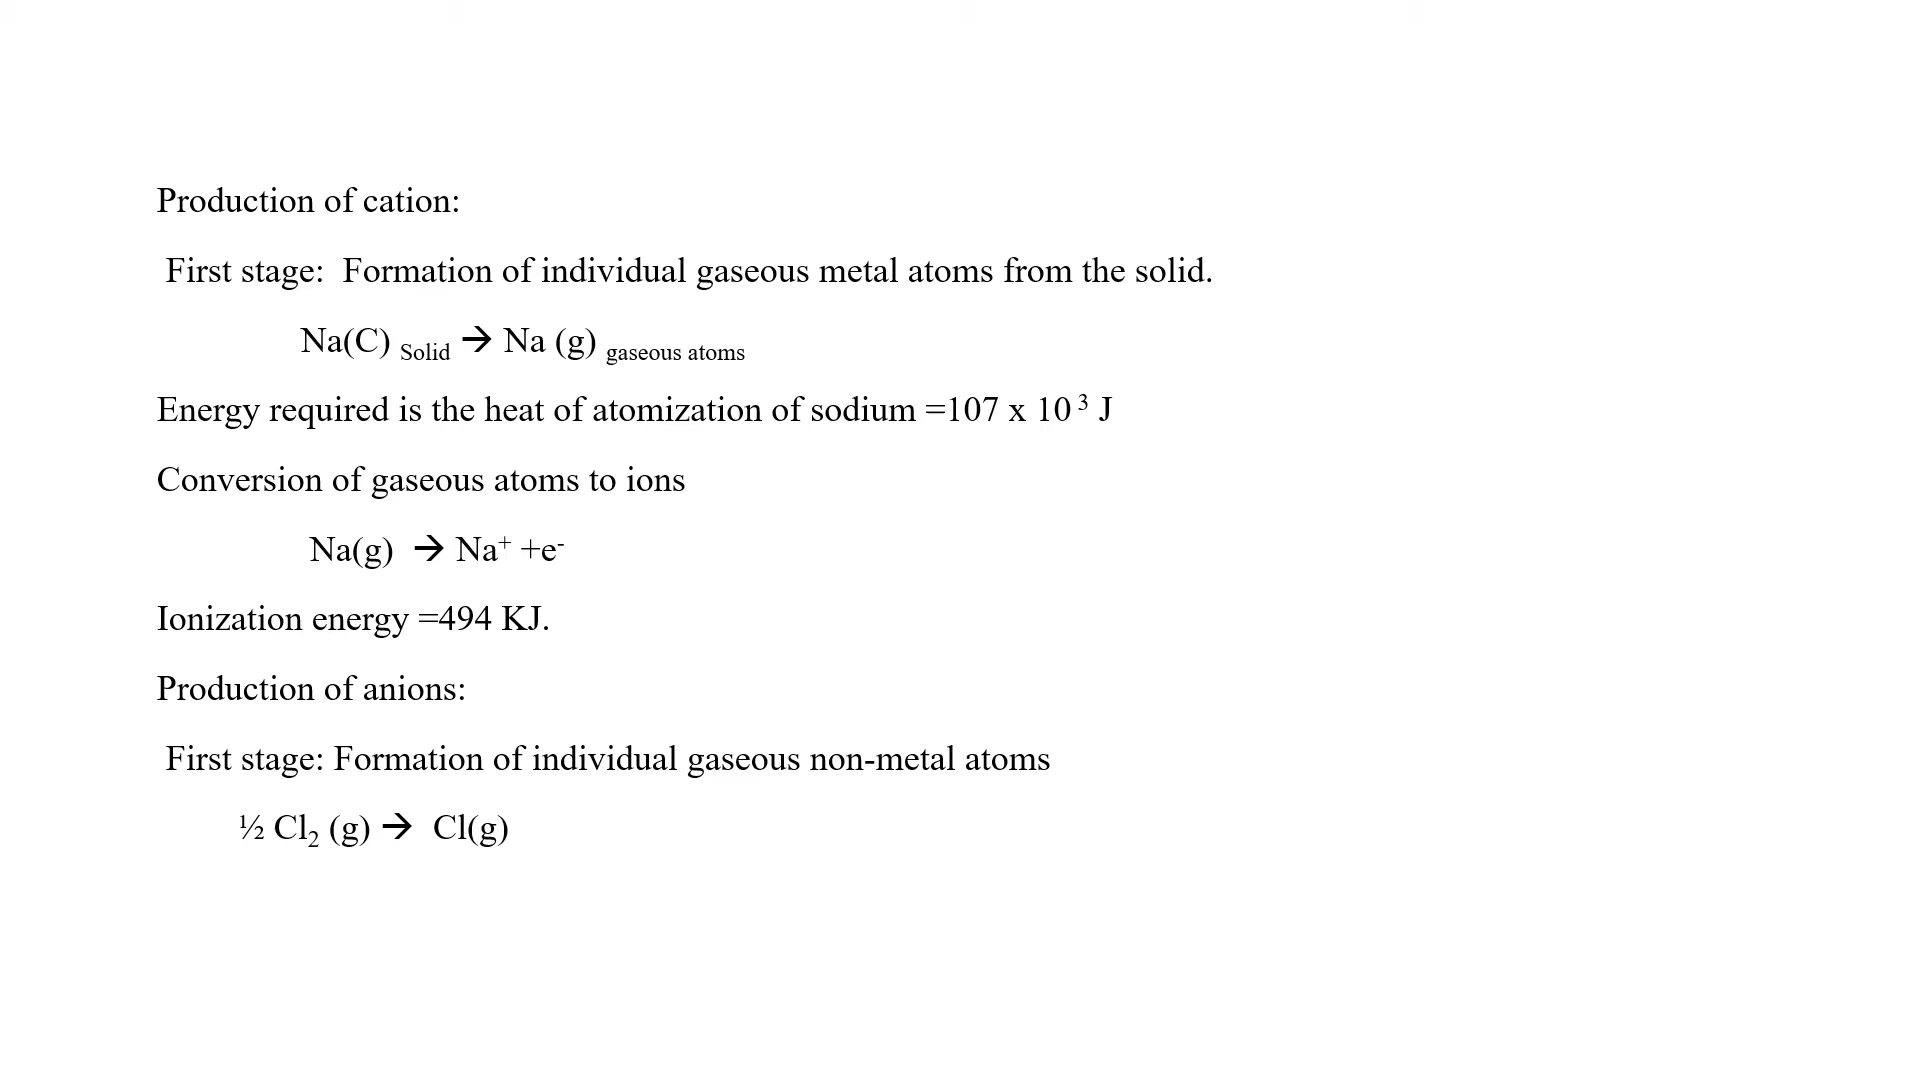 Production of cation:
First stage:  Formation of individual gaseous metal atoms from the solid.
Na(C) Solid → Na (g) gaseous atoms
Energy required is the heat of atomization of sodium =107 x 10 ³ J
Conversion of gaseous atoms to ions
Na(g)  → Na⁺ +e⁻
Ionization energy =494 KJ.
Production of anions:
First stage: Formation of individual gaseous non-metal atoms
½ Cl₂ (g) →  Cl(g)